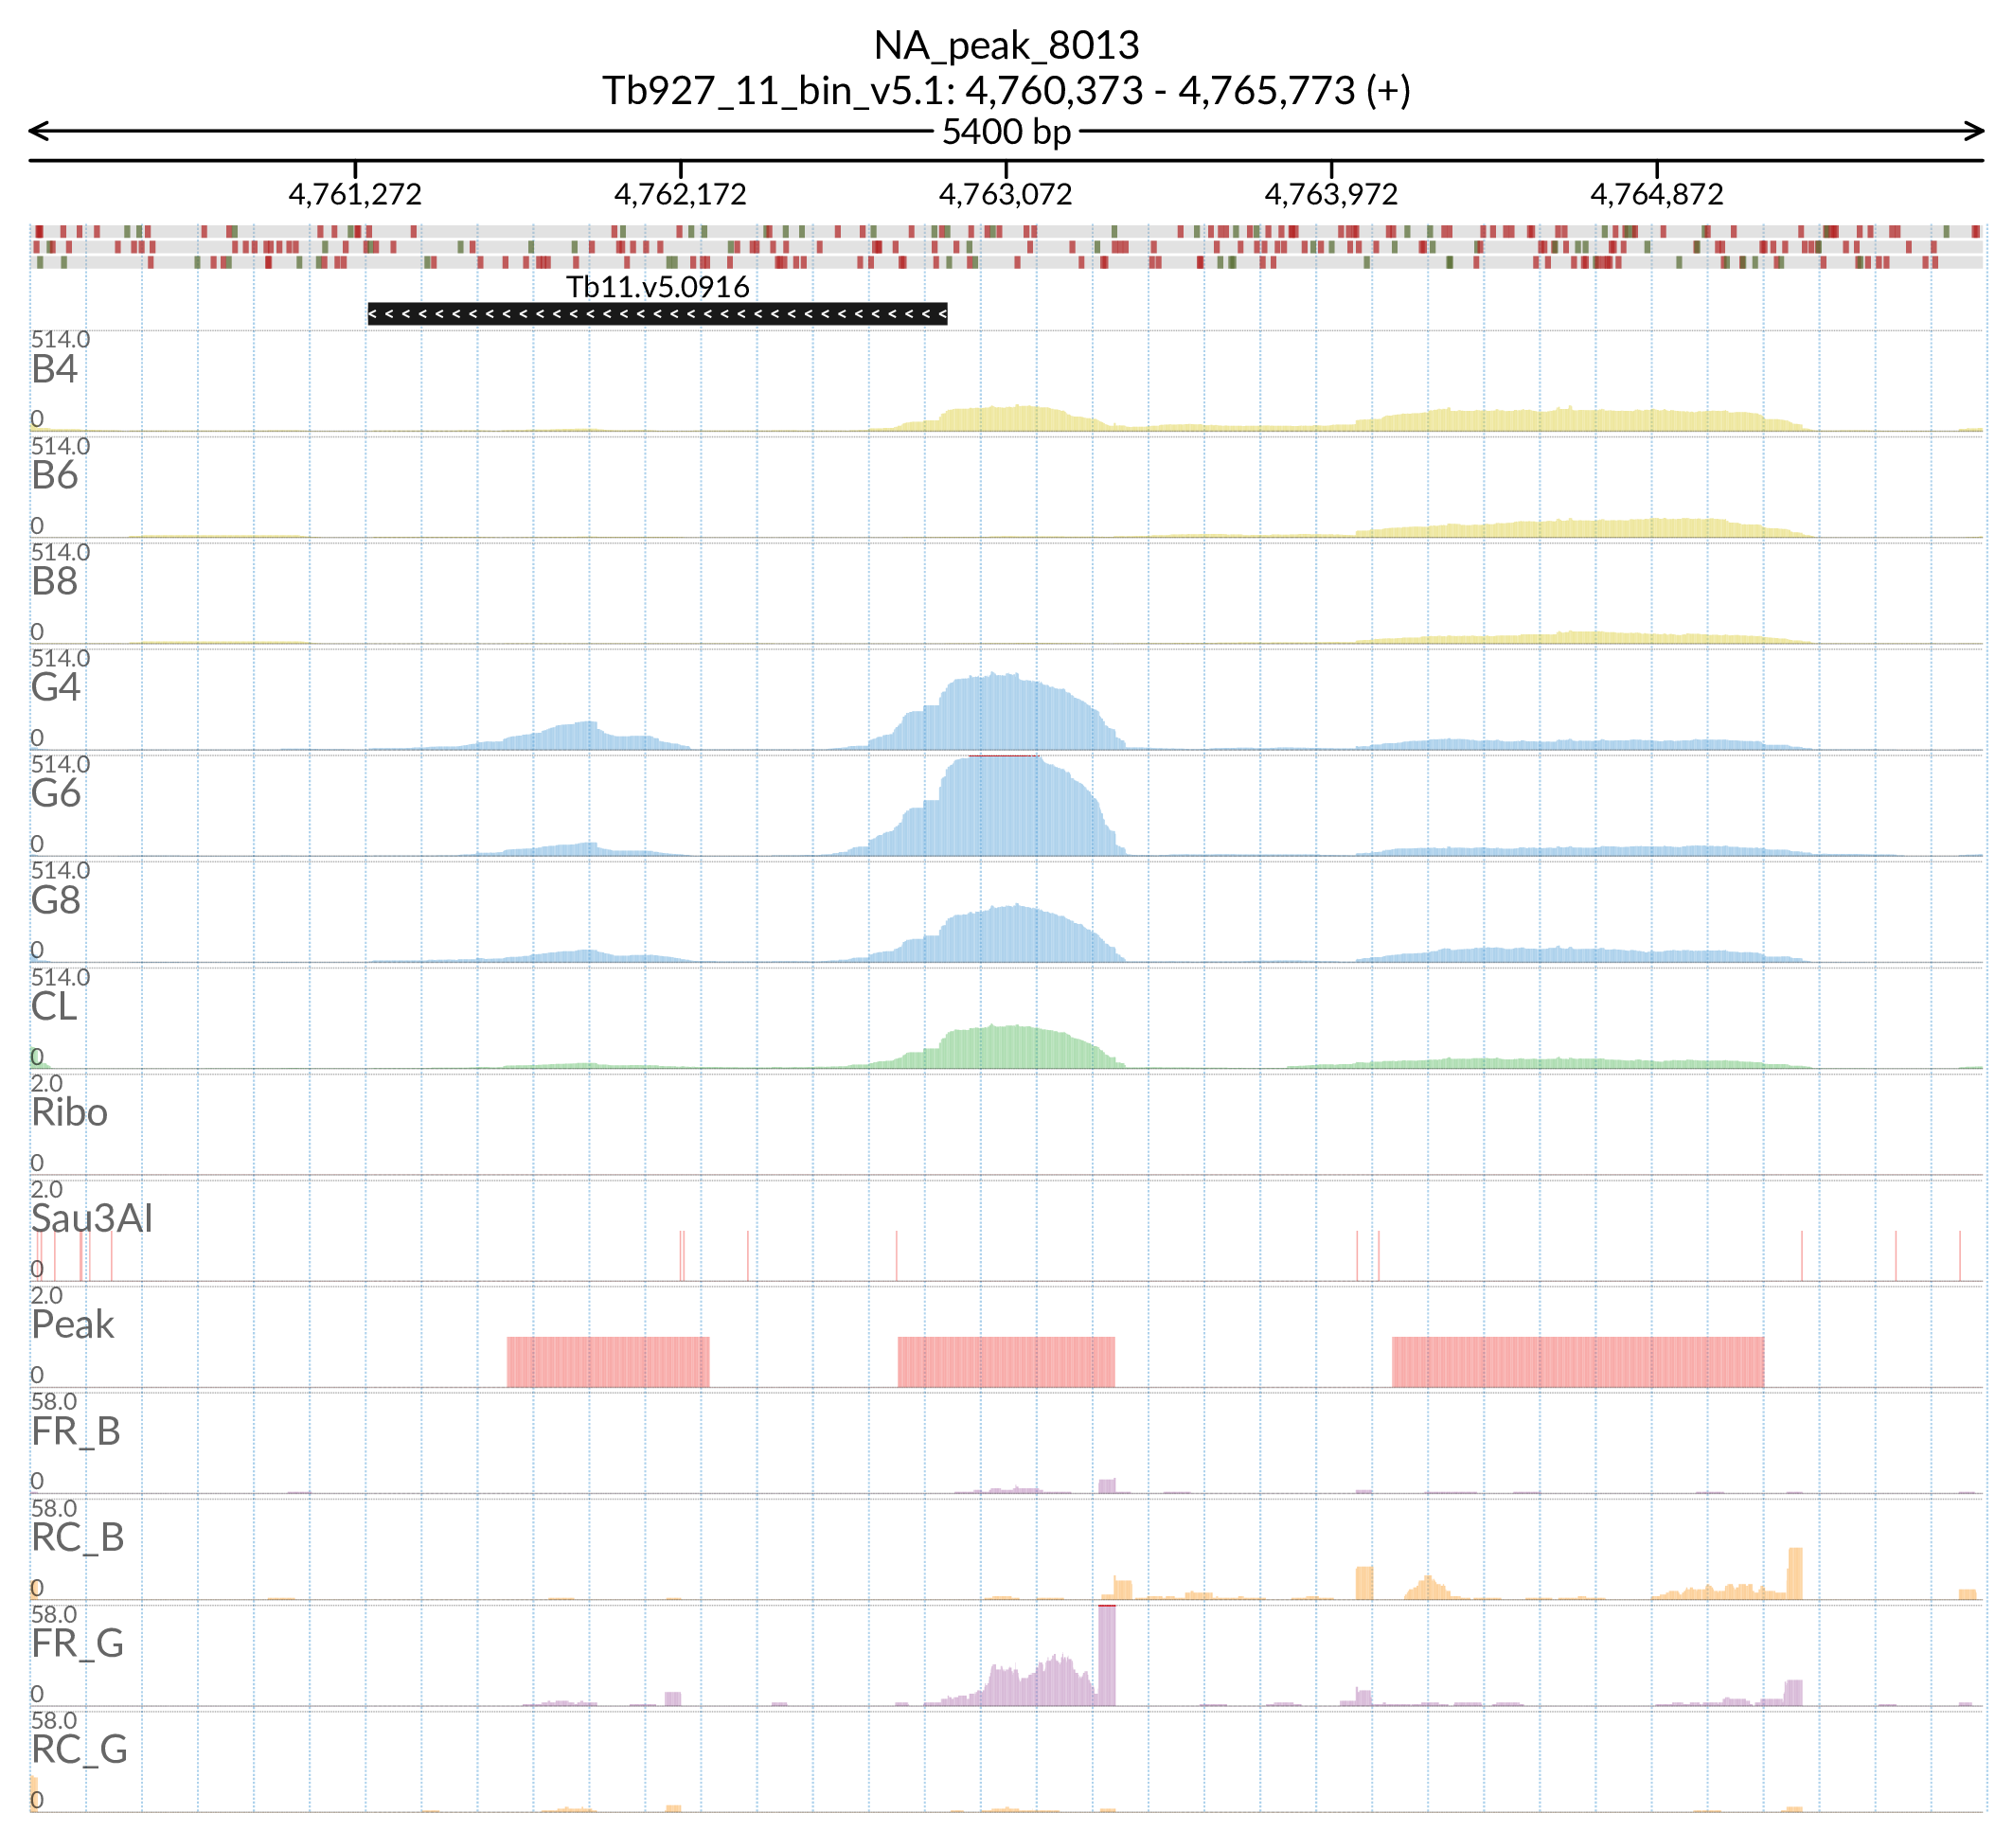 NA_peak_8013
Tb927_11_bin_v5.1: 4,760,373 - 4,765,773 (+)
5400 bp
4,761,272 4,762,172 4,763,072 4,763,972 4,764,872
Tb11.v5.0916
514.0
B4
0
514.0
B6
0
514.0
B8
0
514.0
G4
0
514.0
G6
0
514.0
G8
0
514.0
CL
0
2.0
Ribo
0
2.0
Sau3AI
0
2.0
Peak
0
58.0
FR_B
0
58.0
RC_B
0
58.0
FR_G
0
58.0
RC_G
0